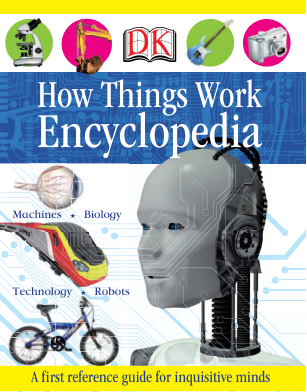 DK
How Things Work
Encyclopedia
Machines ★ Biology
Technology ★ Robots
A first reference guide for inquisitive minds